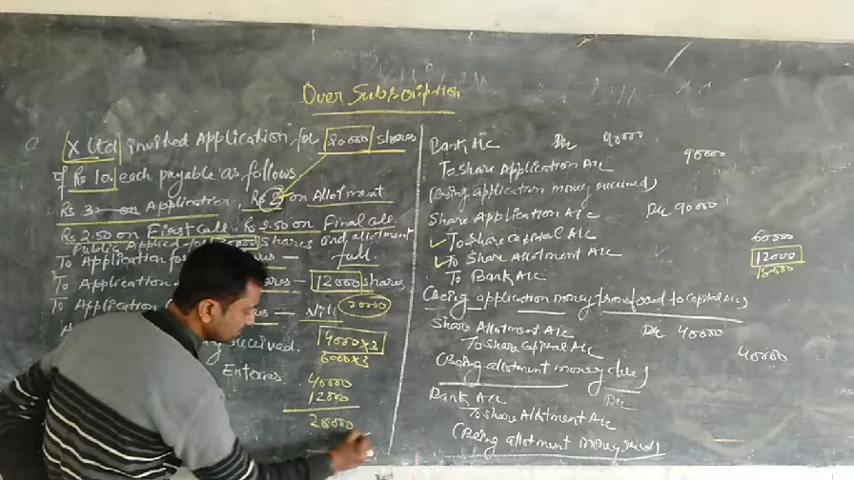 Over Subscription
X Ltd invited Application for 20000 shares
of Rs 10. each payable as follows
Rs 3 on Application, Rs 2 on Allotment
Rs 2.50 on First call, Rs 2.50 on Final call.
Public Applied for shares and allotment
To Application for shares — full.
To Application shares — 12000 shares
To Application — Nil 20000
received. 4000x3
6000x3
Entries. 40000
12000
28000
Bank A/c Dr 90000
To Share Application A/c 90000
(Being application money received)
Share Application A/c Dr 90000
To Share Capital A/c 60000
To Share Allotment A/c 12000
To Bank A/c 18000
(Being application money transferred to Capital A/c)
Share Allotment A/c Dr 40000
To Share Capital A/c 40000
(Being allotment money due)
Bank A/c Dr
To Share Allotment A/c
(Being allotment money recd)